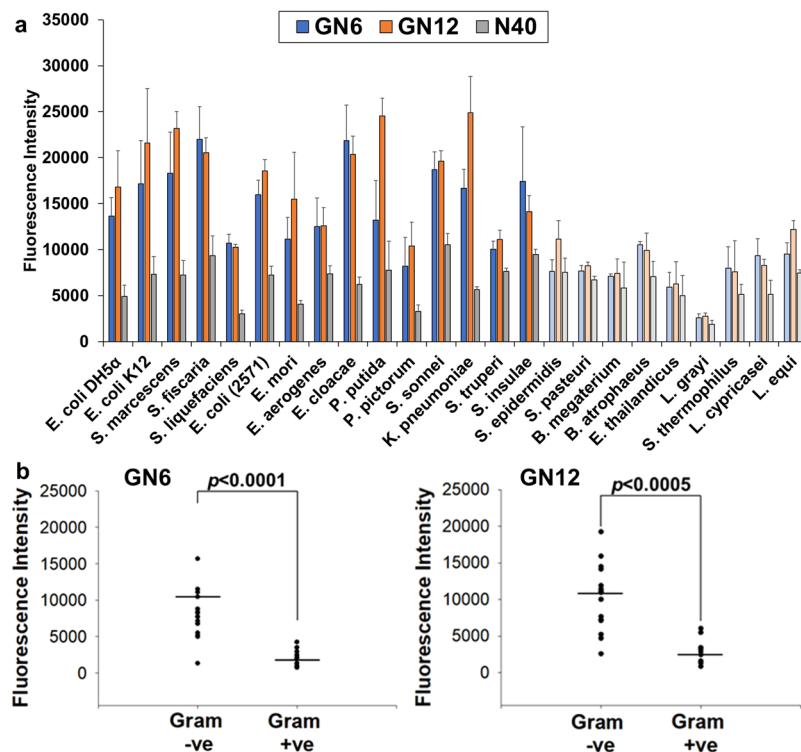 a
GN6 GN12 N40
Fluorescence Intensity
35000
30000
25000
20000
15000
10000
5000
0
E. coli DH5α
E. coli K12
S. marcescens
S. fiscaria
S. liquefaciens
E. coli (2571)
E. mori
E. aerogenes
E. cloacae
P. putida
P. pictorum
S. sonnei
K. pneumoniae
S. truperi
S. insulae
S. epidermidis
S. pasteuri
B. megaterium
B. atrophaeus
E. thailandicus
L. grayi
S. thermophilus
L. cypricasei
L. equi
b
GN6
p<0.0001
Fluorescence Intensity
25000
20000
15000
10000
5000
0
Gram Gram
-ve +ve
GN12
p<0.0005
Fluorescence Intensity
25000
20000
15000
10000
5000
0
Gram Gram
-ve +ve